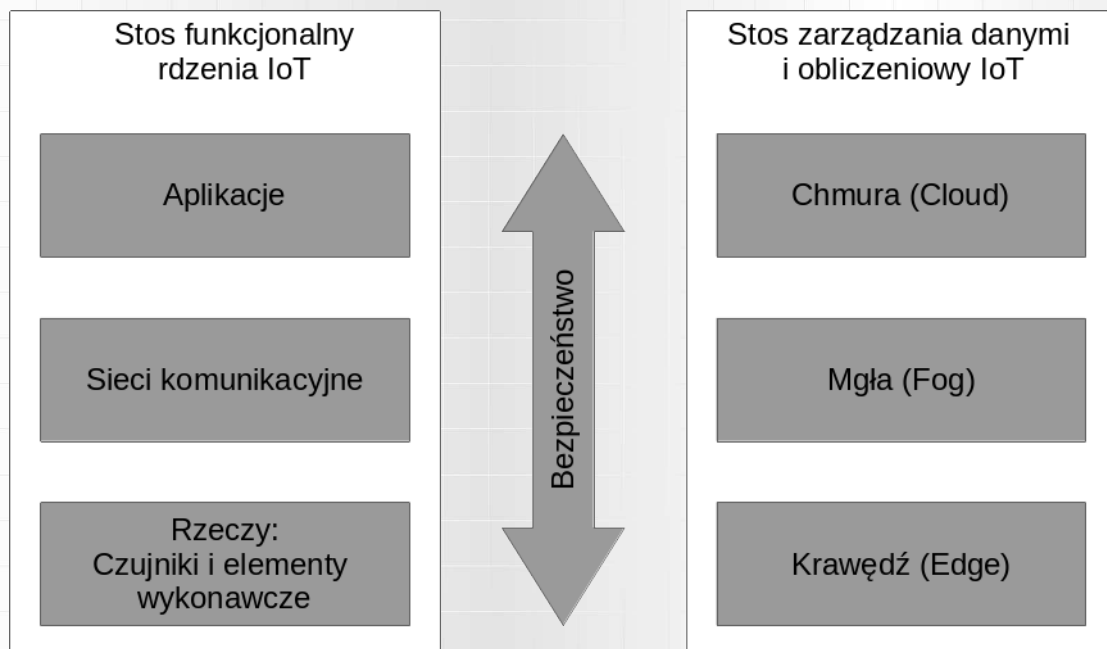 Stos funkcjonalny
rdzenia IoT
Aplikacje
Sieci komunikacyjne
Rzeczy:
Czujniki i elementy
wykonawcze
Bezpieczeństwo
Stos zarządzania danymi
i obliczeniowy IoT
Chmura (Cloud)
Mgła (Fog)
Krawędź (Edge)